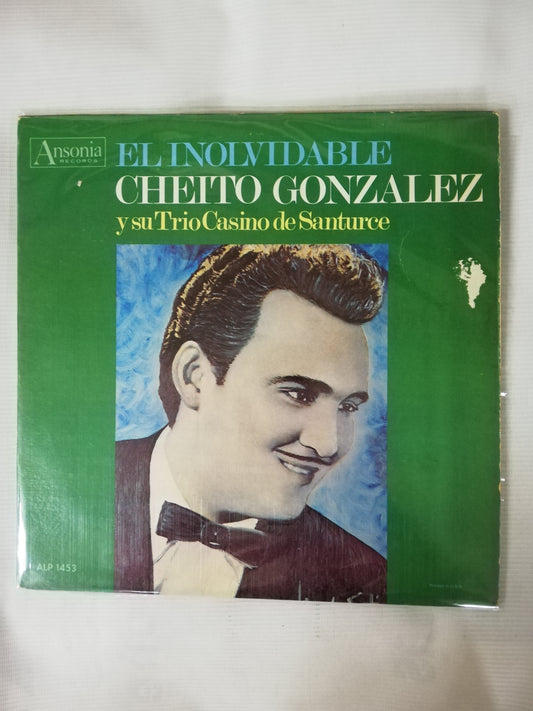 Ansonia
RECORDS
EL INOLVIDABLE
CHEITO GONZALEZ
y su Trio Casino de Santurce
ALP 1453